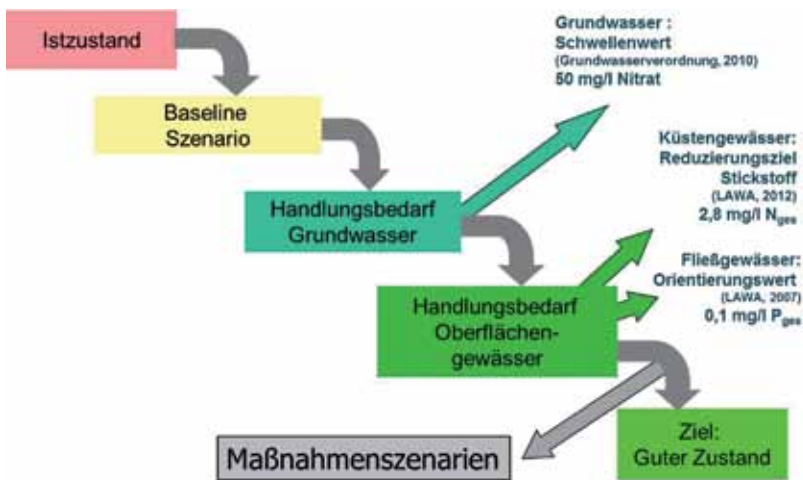 Istzustand
Baseline
Szenario
Handlungsbedarf
Grundwasser
Handlungsbedarf
Oberflächen-
gewässer
Ziel:
Guter Zustand
Maßnahmenszenarien
Grundwasser :
Schwellenwert
(Grundwasserverordnung, 2010)
50 mg/l Nitrat
Küstengewässer:
Reduzierungsziel
Stickstoff
(LAWA, 2012)
2,8 mg/l Nges
Fließgewässer:
Orientierungswert
(LAWA, 2007)
0,1 mg/l Pges